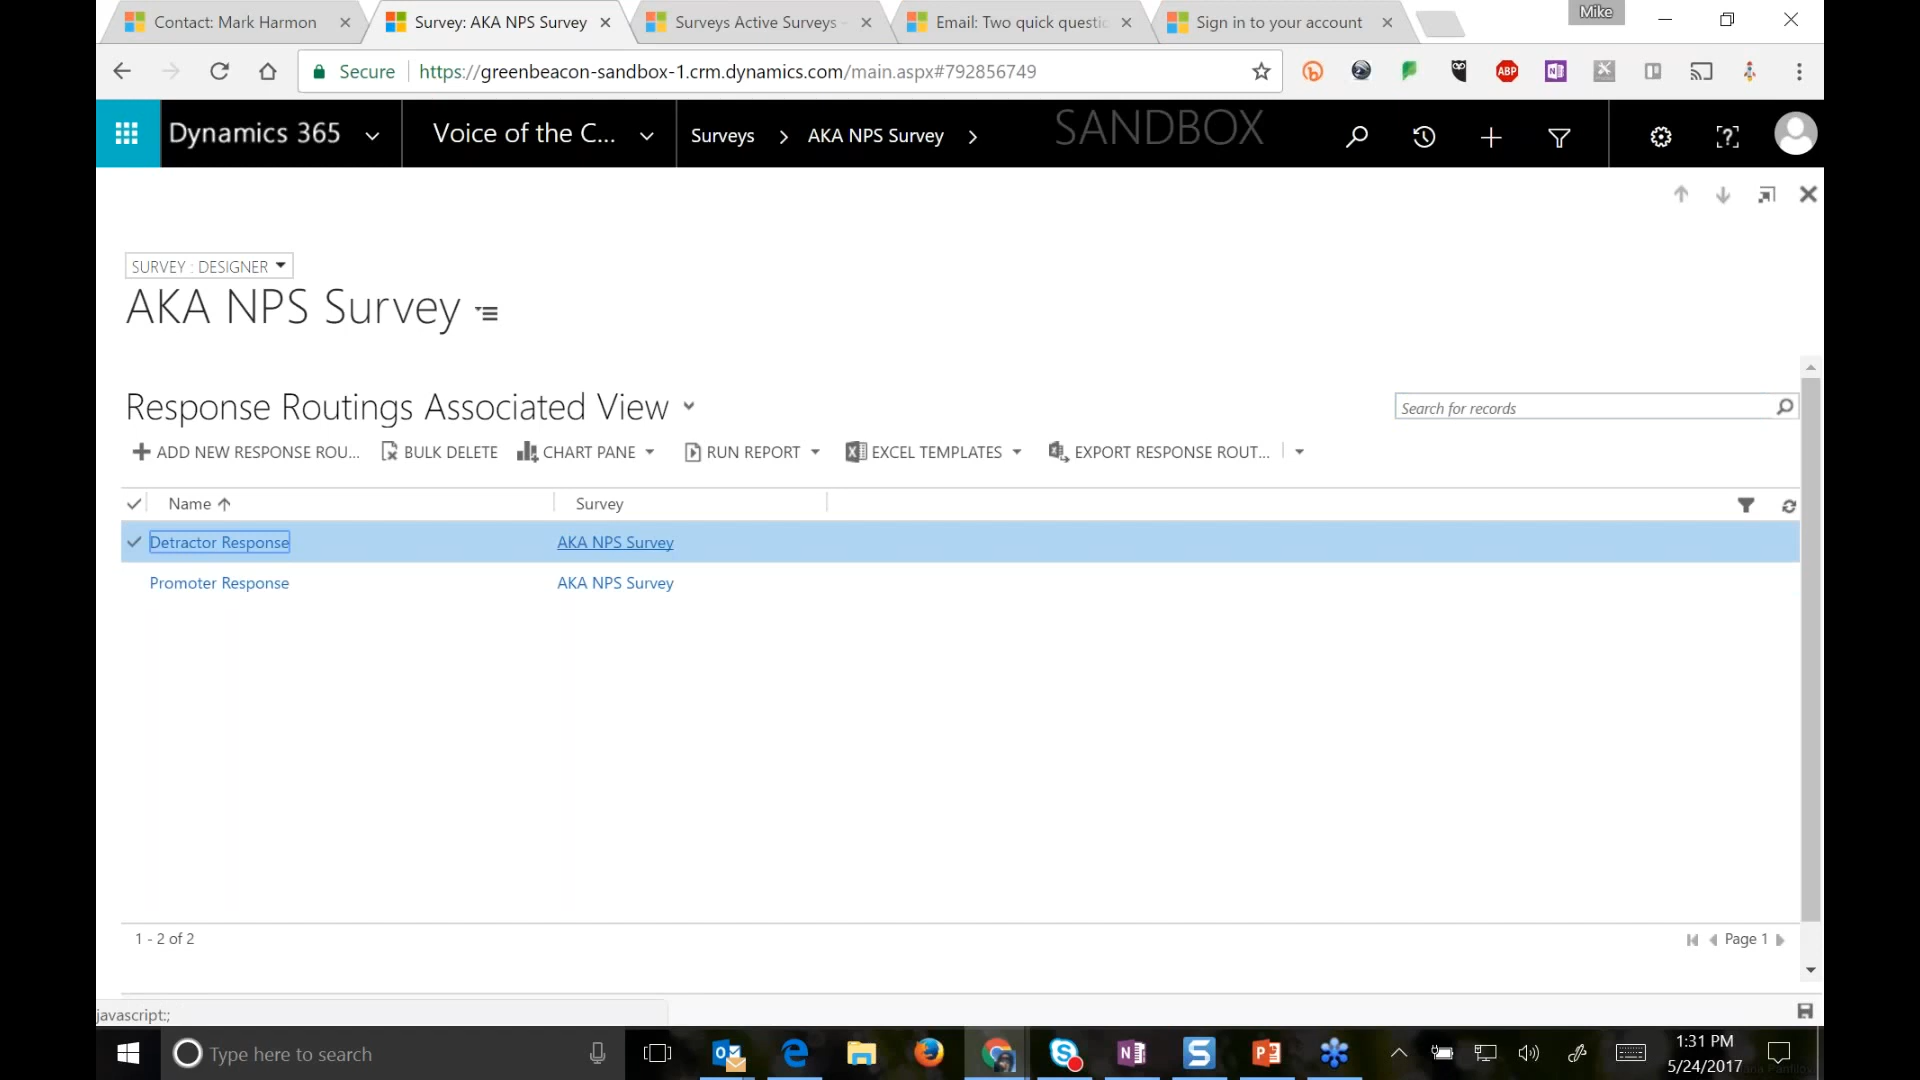 Contact: Mark Harmon
Survey: AKA NPS Survey
Surveys Active Surveys -
Email: Two quick questic
Sign in to your account
Mike
Secure
https://greenbeacon-sandbox-1.crm.dynamics.com/main.aspx#792856749
ABP
Dynamics 365
Voice of the C...
Surveys
AKA NPS Survey
SANDBOX
SURVEY : DESIGNER
AKA NPS Survey
Response Routings Associated View
Search for records
ADD NEW RESPONSE ROU...
BULK DELETE
CHART PANE
RUN REPORT
EXCEL TEMPLATES
EXPORT RESPONSE ROUT...
Name
Survey
Detractor Response
AKA NPS Survey
Promoter Response
AKA NPS Survey
1 - 2 of 2
Page 1
javascript:;
Type here to search
1:31 PM
5/24/2017